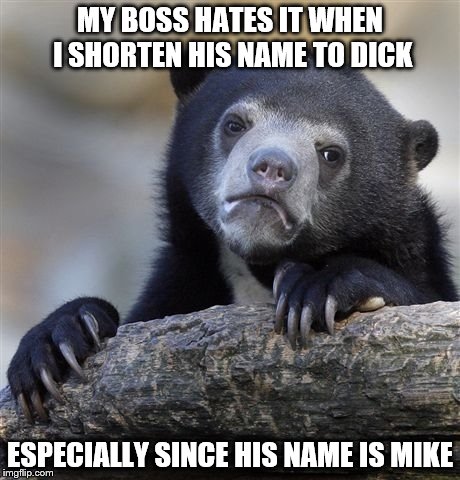 MY BOSS HATES IT WHEN
I SHORTEN HIS NAME TO DICK
ESPECIALLY SINCE HIS NAME IS MIKE
imgflip.com